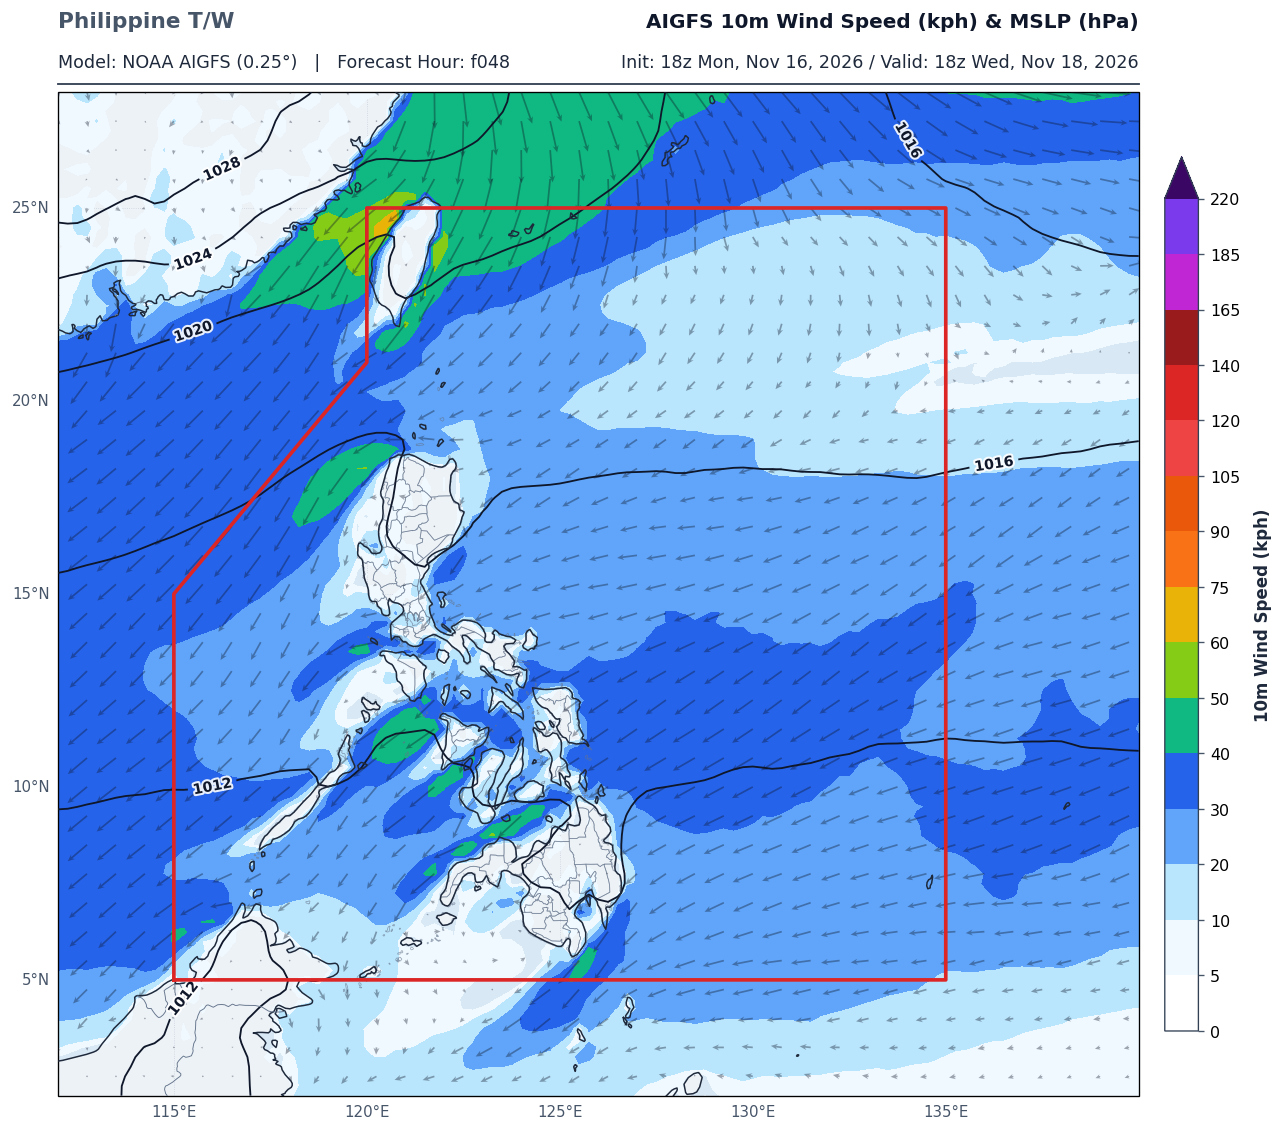 Philippine T/W
AIGFS 10m Wind Speed (kph) & MSLP (hPa)
Model: NOAA AIGFS (0.25°)   |   Forecast Hour: f048
Init: 18z Mon, Nov 16, 2026 / Valid: 18z Wed, Nov 18, 2026
1016
1028
1024
1020
1016
1012
1012
25°N
20°N
15°N
10°N
5°N
115°E
120°E
125°E
130°E
135°E
220
185
165
140
120
105
90
75
60
50
40
30
20
10
5
0
10m Wind Speed (kph)